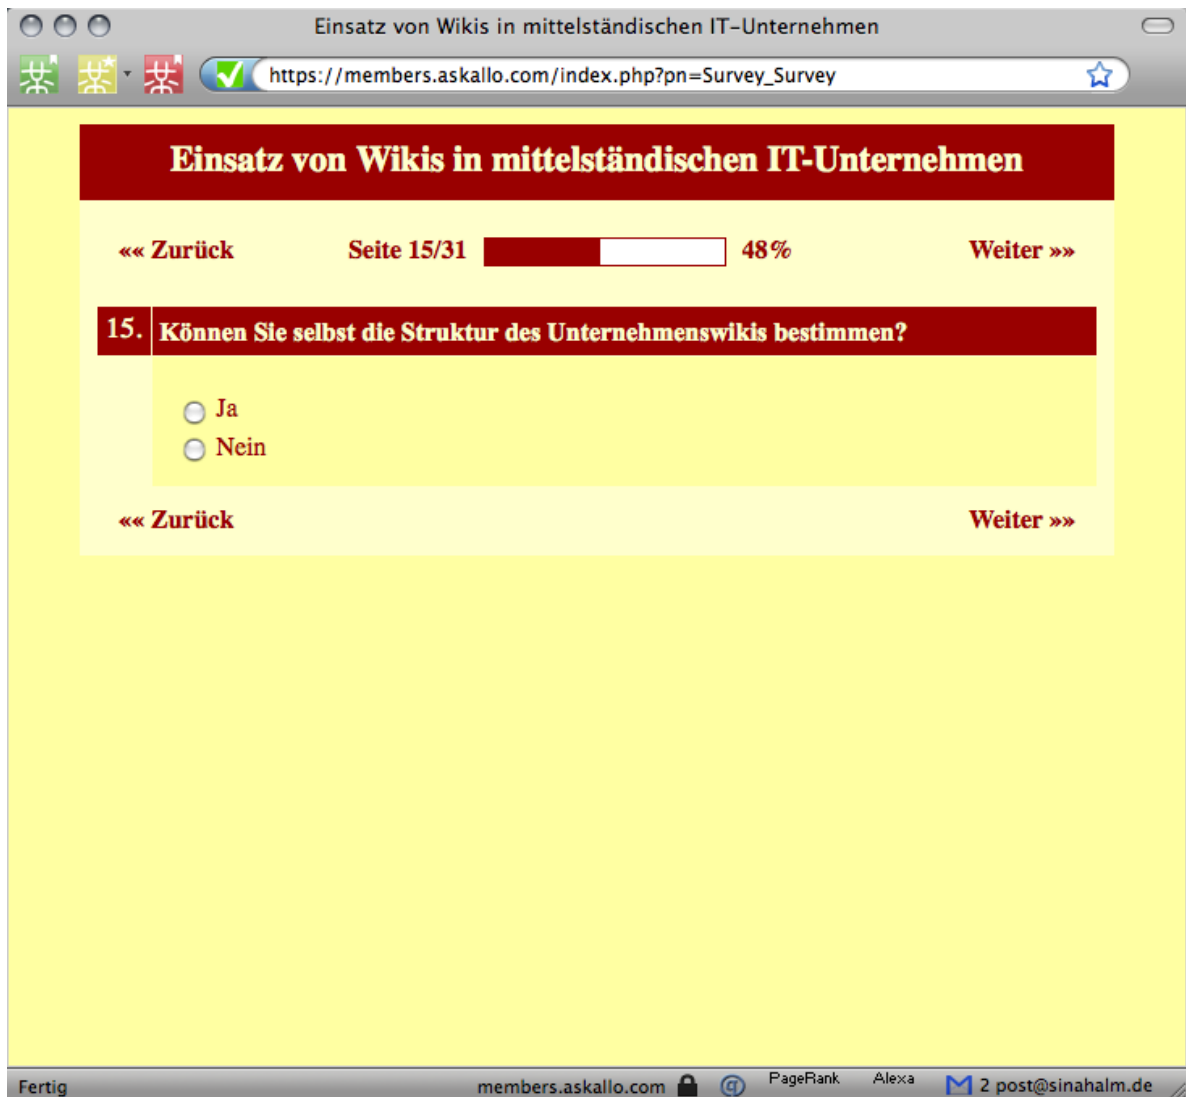 Einsatz von Wikis in mittelständischen IT-Unternehmen
https://members.askallo.com/index.php?pn=Survey_Survey
Einsatz von Wikis in mittelständischen IT-Unternehmen
«« Zurück Seite 15/31 48% Weiter »»
15. Können Sie selbst die Struktur des Unternehmenswikis bestimmen?
Ja
Nein
«« Zurück Weiter »»
Fertig members.askallo.com PageRank Alexa 2 post@sinahalm.de